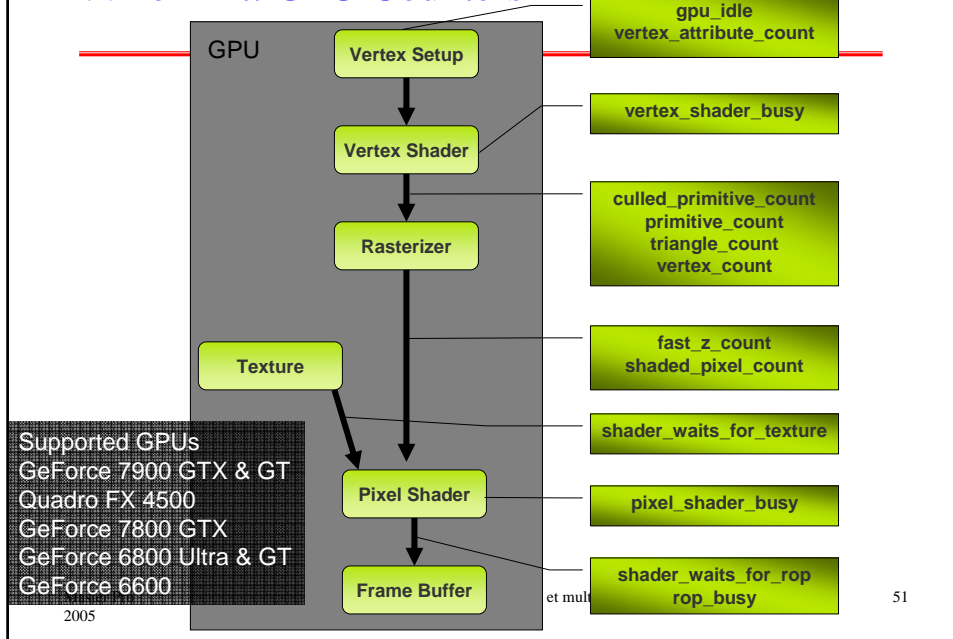 gpu_idle
vertex_attribute_count
GPU
Vertex Setup
vertex_shader_busy
Vertex Shader
culled_primitive_count
primitive_count
triangle_count
vertex_count
Rasterizer
fast_z_count
shaded_pixel_count
Texture
shader_waits_for_texture
Supported GPUs
GeForce 7900 GTX & GT
Quadro FX 4500
GeForce 7800 GTX
GeForce 6800 Ultra & GT
GeForce 6600
Pixel Shader
pixel_shader_busy
shader_waits_for_rop
rop_busy
Frame Buffer
et mult
51
2005